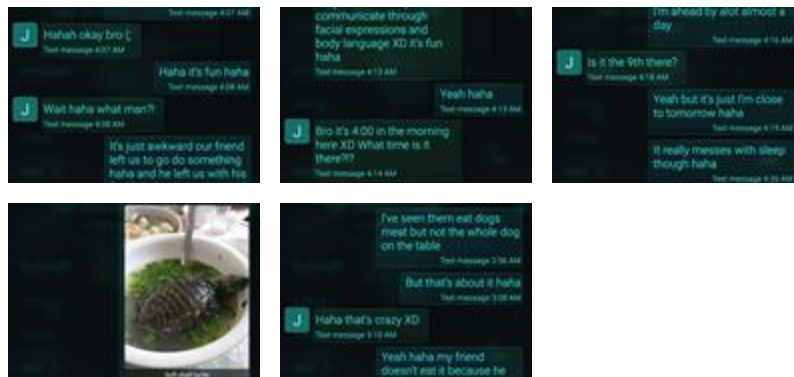 Text message 4:07 AM
J
Hahah okay bro (;
Text message 4:07 AM
Haha it's fun haha
Text message 4:08 AM
J
Wait haha what man?!
Text message 4:08 AM
It's just awkward our friend
left us to go do something
haha and he left us with his
communicate through
facial expressions and
body language XD it's fun
haha
Text message 4:13 AM
Yeah haha
Text message 4:13 AM
J
Bro it's 4:00 in the morning
here XD What time is it
there?!?
Text message 4:14 AM
I'm ahead by alot almost a
day
Text message 4:16 AM
J
Is it the 9th there?
Text message 4:18 AM
Yeah but it's just I'm close
to tomorrow haha
Text message 4:19 AM
It really messes with sleep
though haha
Text message 4:26 AM
soft shell turtle
I've seen them eat dogs
meat but not the whole dog
on the table
Text message 3:56 AM
But that's about it haha
Text message 3:08 AM
J
Haha that's crazy XD
Text message 3:10 AM
Yeah haha my friend
doesn't eat it because he